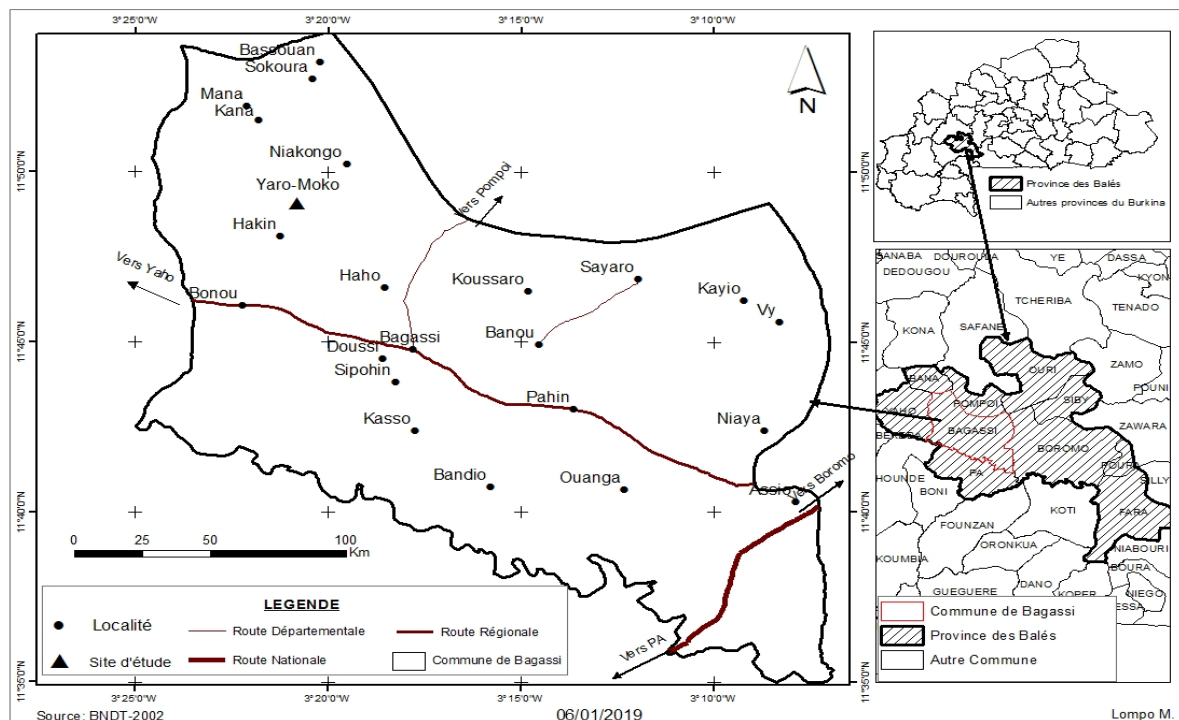 3°25'0"W 3°20'0"W 3°15'0"W 3°10'0"W
11°50'0"N
11°45'0"N
11°40'0"N
11°35'0"N
N
Bassouan
Sokoura
Mana
Kana
Niakongo
Yaro-Moko
Hakin
Vers Pompoi
Vers Yaho
Bonou
Haho
Koussaro
Sayaro
Kayio
Vy
Banou
Bagassi
Doussi
Sipohin
Pahin
Kasso
Niaya
Bandio
Ouanga
Assio
Vers Boromo
Vers PA
0 25 50 100
Km
LEGENDE
Localité
Route Départementale
Route Régionale
Site d'étude
Route Nationale
Commune de Bagassi
11°50'0"N
11°45'0"N
11°40'0"N
11°35'0"N
3°25'0"W 3°20'0"W 3°15'0"W 3°10'0"W
Source: BNDT-2002
06/01/2019
Lompo M.
Province des Balés
Autres provinces du Burkina
SANABA
DOUROULA
YE
DASSA
DEDOUGOU
KYON
TCHERIBA
TENADO
KONA
SAFANE
OURI
ZAMO
BANA
POUNI
POMPOI
SIBY
YAHO
BAGASSI
ZAWARA
BEREBA
BOROMO
POURA
PA
SILLY
HOUNDE
BONI
KOTI
FARA
FOUNZAN
ORONKUA
NIABOURI
KOUMBIA
BOURA
DANO
GUEGUERE
KOPER
NIEGO
ESSA
Commune de Bagassi
Province des Balés
Autre Commune